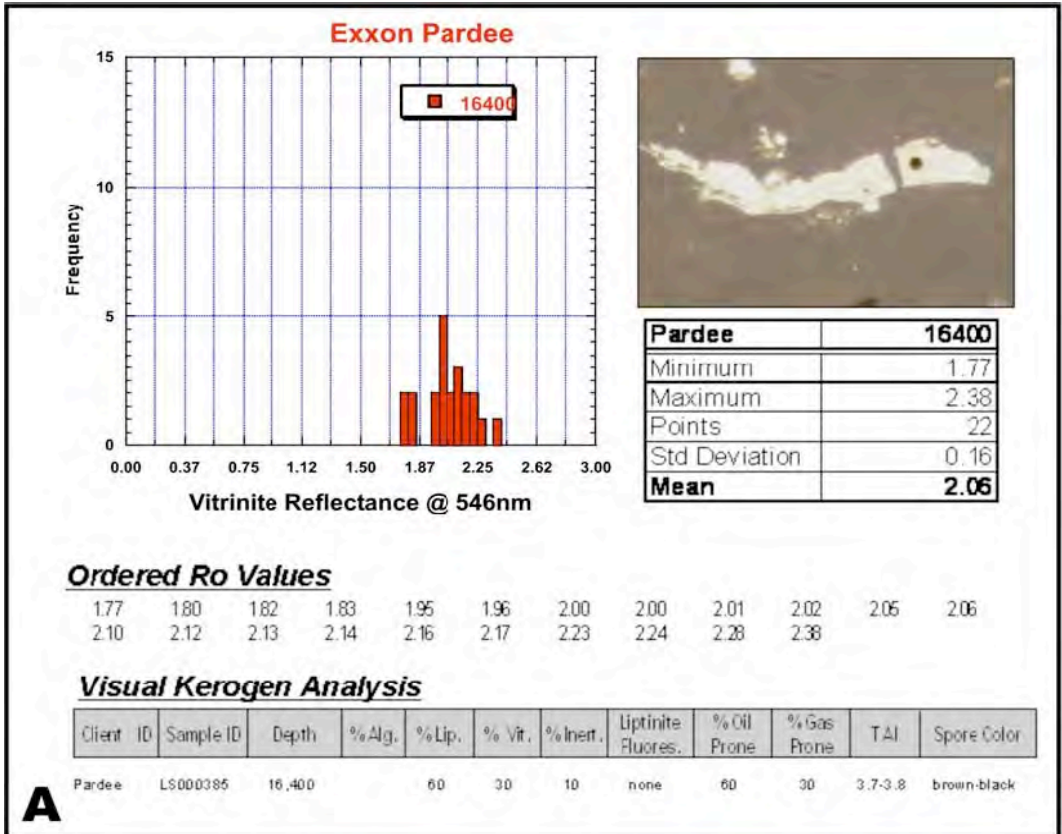 Exxon Pardee
15
10
5
0
Frequency
16400
0.00 0.37 0.75 1.12 1.50 1.87 2.25 2.62 3.00
Vitrinite Reflectance @ 546nm
Pardee 16400
Minimum 1.77
Maximum 2.38
Points 22
Std Deviation 0.16
Mean 2.06
Ordered Ro Values
1.77 1.80 1.82 1.83 1.95 1.96 2.00 2.00 2.01 2.02 2.05 2.06
2.10 2.12 2.13 2.14 2.16 2.17 2.23 2.24 2.28 2.38
Visual Kerogen Analysis
Client ID Sample ID Depth % Alg. % Lip. % Vit. % Inert. Liptinite Fluores. % Oil Prone % Gas Prone TAI Spore Color
Pardee LS000385 16,400 60 30 10 none 60 30 3.7-3.8 brown-black
A